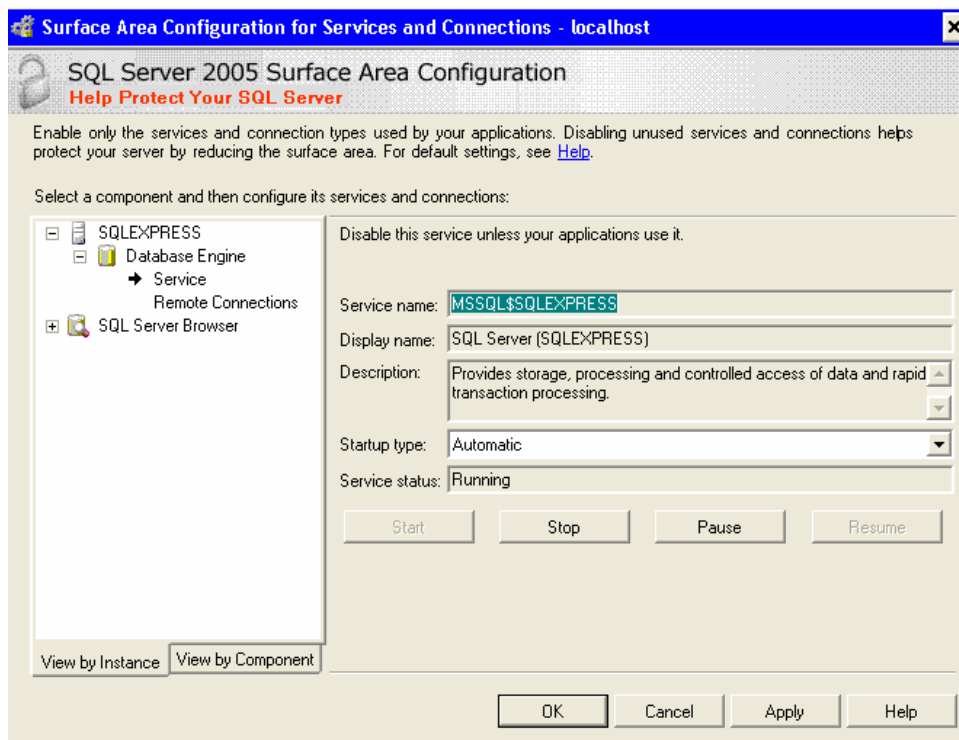 Surface Area Configuration for Services and Connections - localhost
SQL Server 2005 Surface Area Configuration
Help Protect Your SQL Server
Enable only the services and connection types used by your applications. Disabling unused services and connections helps
protect your server by reducing the surface area. For default settings, see Help.
Select a component and then configure its services and connections:
SQLEXPRESS
Database Engine
Service
Remote Connections
SQL Server Browser
View by Instance
View by Component
Disable this service unless your applications use it.
Service name: MSSQL$SQLEXPRESS
Display name: SQL Server (SQLEXPRESS)
Description: Provides storage, processing and controlled access of data and rapid
transaction processing.
Startup type: Automatic
Service status: Running
Start Stop Pause Resume
OK Cancel Apply Help